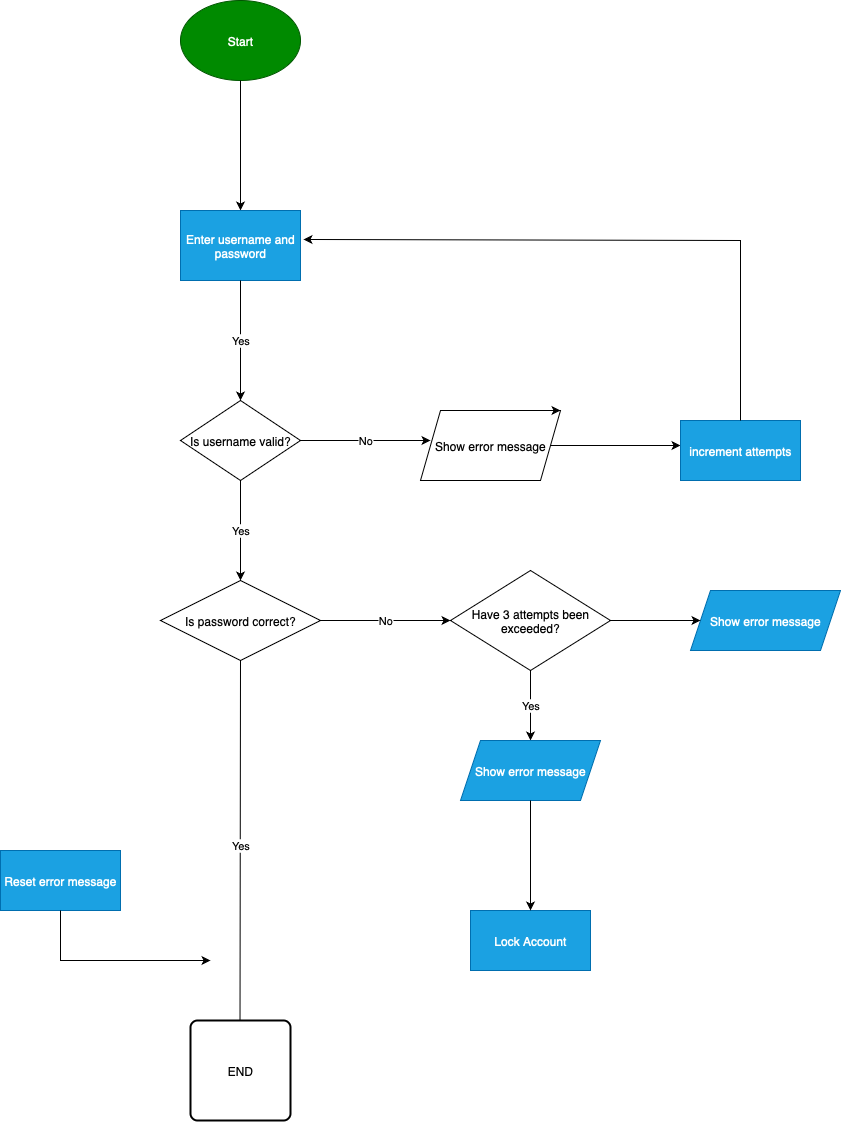 Start
Enter username and
password
Yes
Is username valid?
No
Show error message
increment attempts
Yes
Is password correct?
No
Have 3 attempts been
exceeded?
Show error message
Yes
Show error message
Yes
Reset error message
Lock Account
END